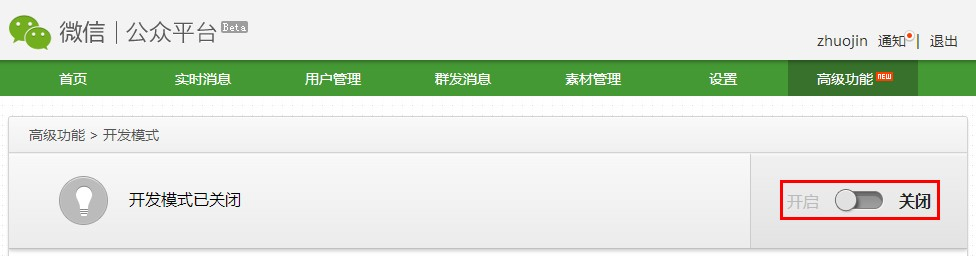 微信 | 公众平台 Beta
zhuojin 通知 | 退出
首页 实时消息 用户管理 群发消息 素材管理 设置 高级功能 NEW
高级功能 > 开发模式
开发模式已关闭 开启 关闭